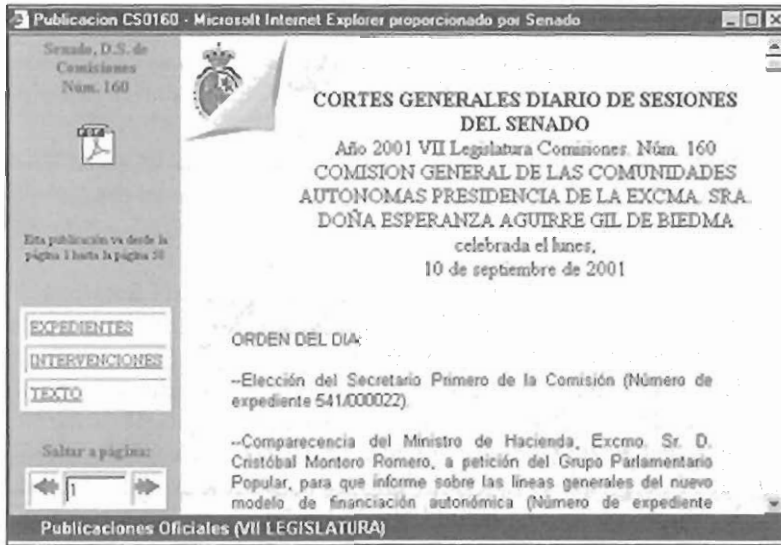 Publicacion CS0160 - Microsoft Internet Explorer proporcionado por Senado
Senado, D.S. de
Comisiones
Núm. 160
Esta publicación va desde la
página 1 hasta la página 50
EXPEDIENTES
INTERVENCIONES
TEXTO
Saltar a página:
1
CORTES GENERALES DIARIO DE SESIONES
DEL SENADO
Año 2001 VII Legislatura Comisiones. Núm. 160
COMISION GENERAL DE LAS COMUNIDADES
AUTONOMAS PRESIDENCIA DE LA EXCMA. SRA.
DOÑA ESPERANZA AGUIRRE GIL DE BIEDMA
celebrada el lunes,
10 de septiembre de 2001
ORDEN DEL DIA:
--Elección del Secretario Primero de la Comisión (Número de
expediente 541/000022).
--Comparecencia del Ministro de Hacienda, Excmo. Sr. D.
Cristóbal Montoro Romero, a petición del Grupo Parlamentario
Popular, para que informe sobre las líneas generales del nuevo
modelo de financiación autonómica (Número de expediente
Publicaciones Oficiales (VII LEGISLATURA)